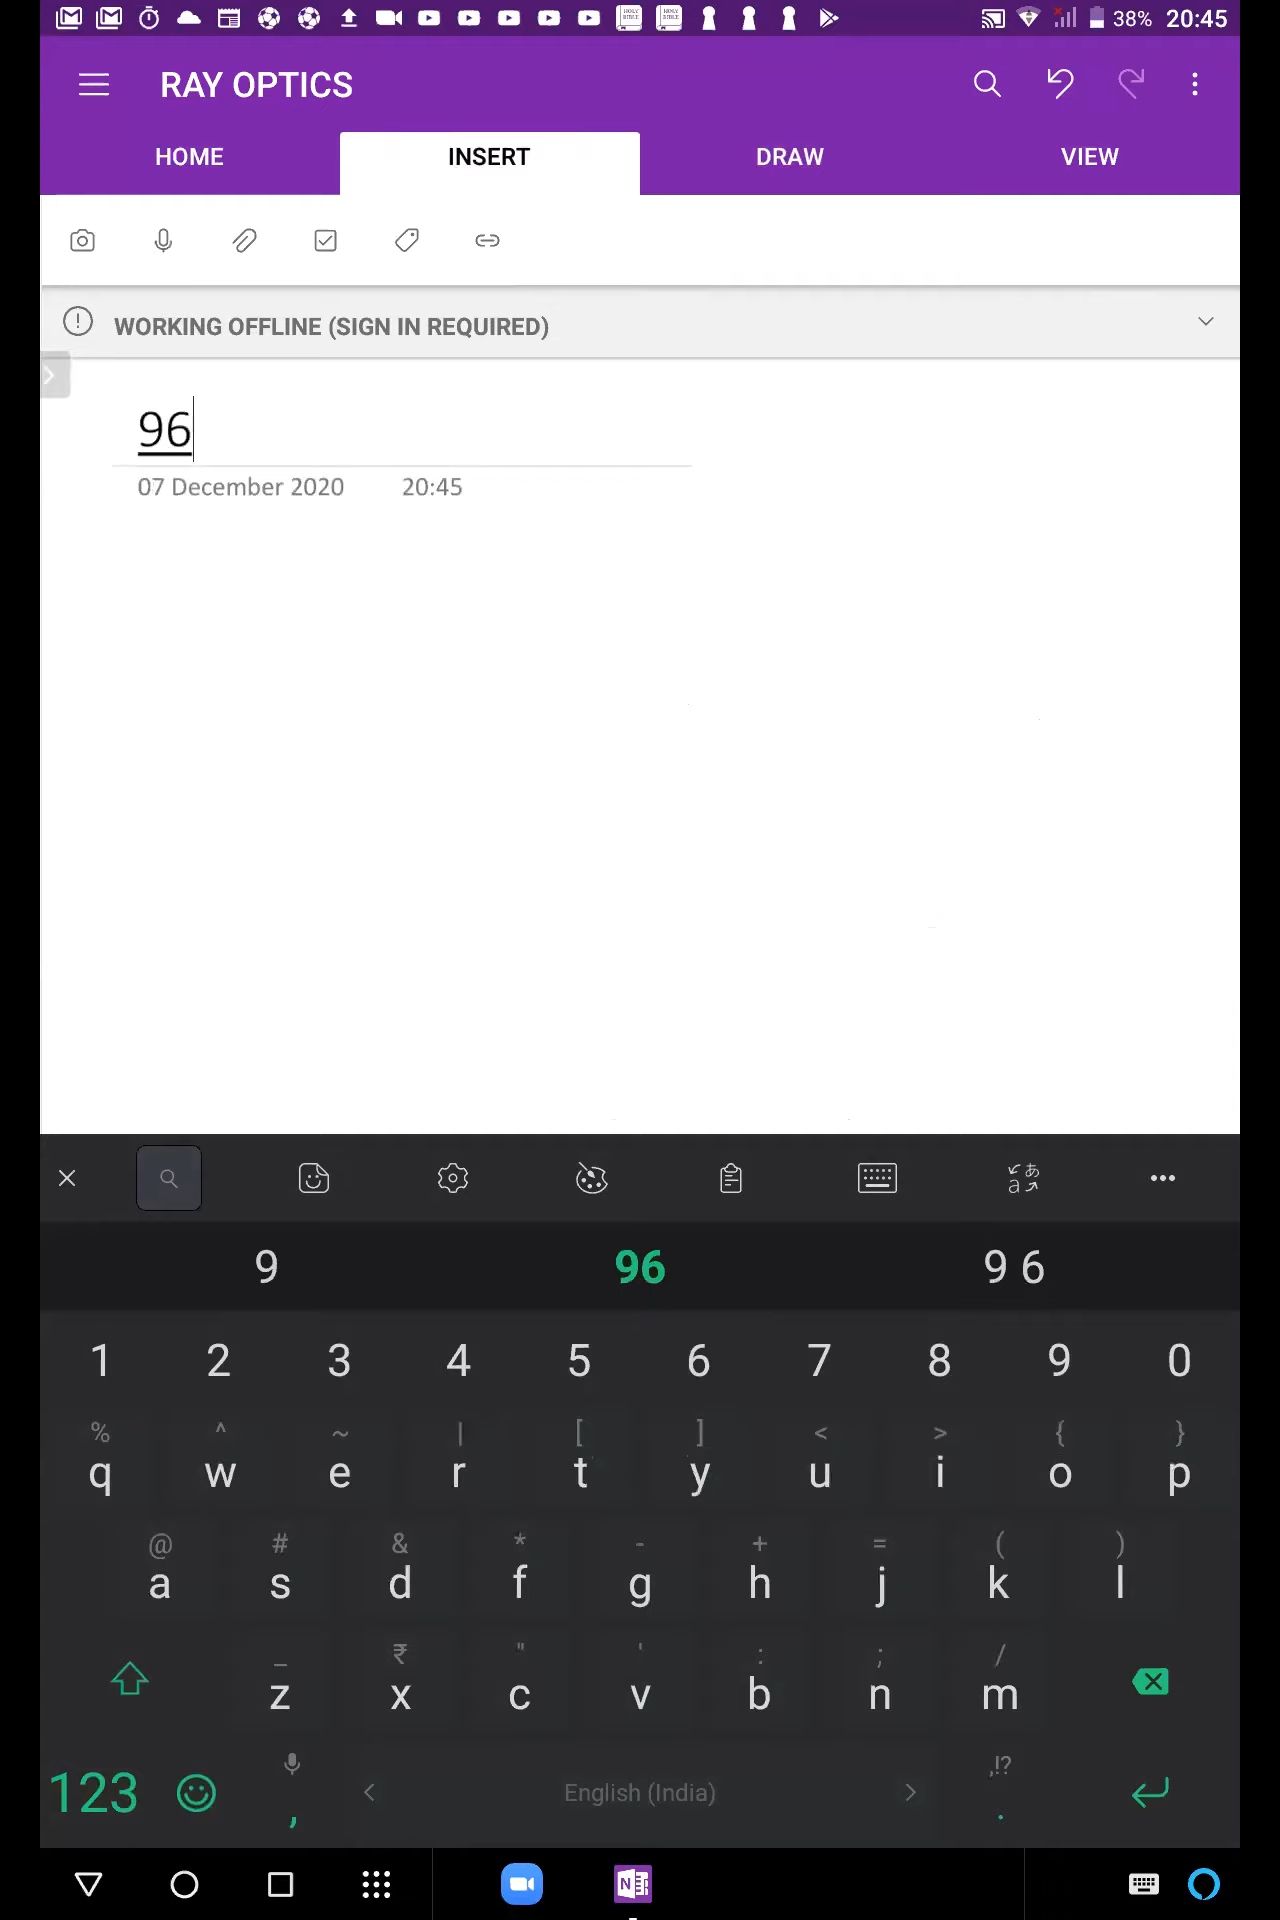 38% 20:45
RAY OPTICS
HOME INSERT DRAW VIEW
WORKING OFFLINE (SIGN IN REQUIRED)
96
07 December 2020 20:45
9 96 9 6
1 2 3 4 5 6 7 8 9 0
% ^ ~ | [ ] < > { }
q w e r t y u i o p
@ # & * - + = ( )
a s d f g h j k l
_ ₹ " ' : ; /
z x c v b n m
,!?
123 , < English (India) > .